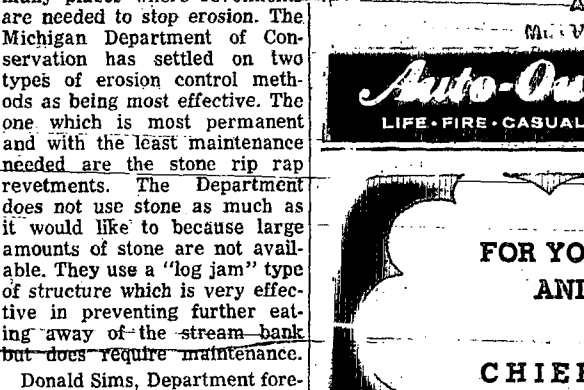 are needed to stop erosion. The
Michigan Department of Con-
servation has settled on two
types of erosion control meth-
ods as being most effective. The
one which is most permanent
and with the least maintenance
needed are the stone rip rap
revetments. The Department
does not use stone as much as
it would like to because large
amounts of stone are not avail-
able. They use a "log jam" type
of structure which is very effec-
tive in preventing further eat-
ing away of the stream bank
but does require maintenance.
Donald Sims, Department fore-
Auto-Ow
LIFE • FIRE • CASUAL
FOR YO
ANI
CHIEF